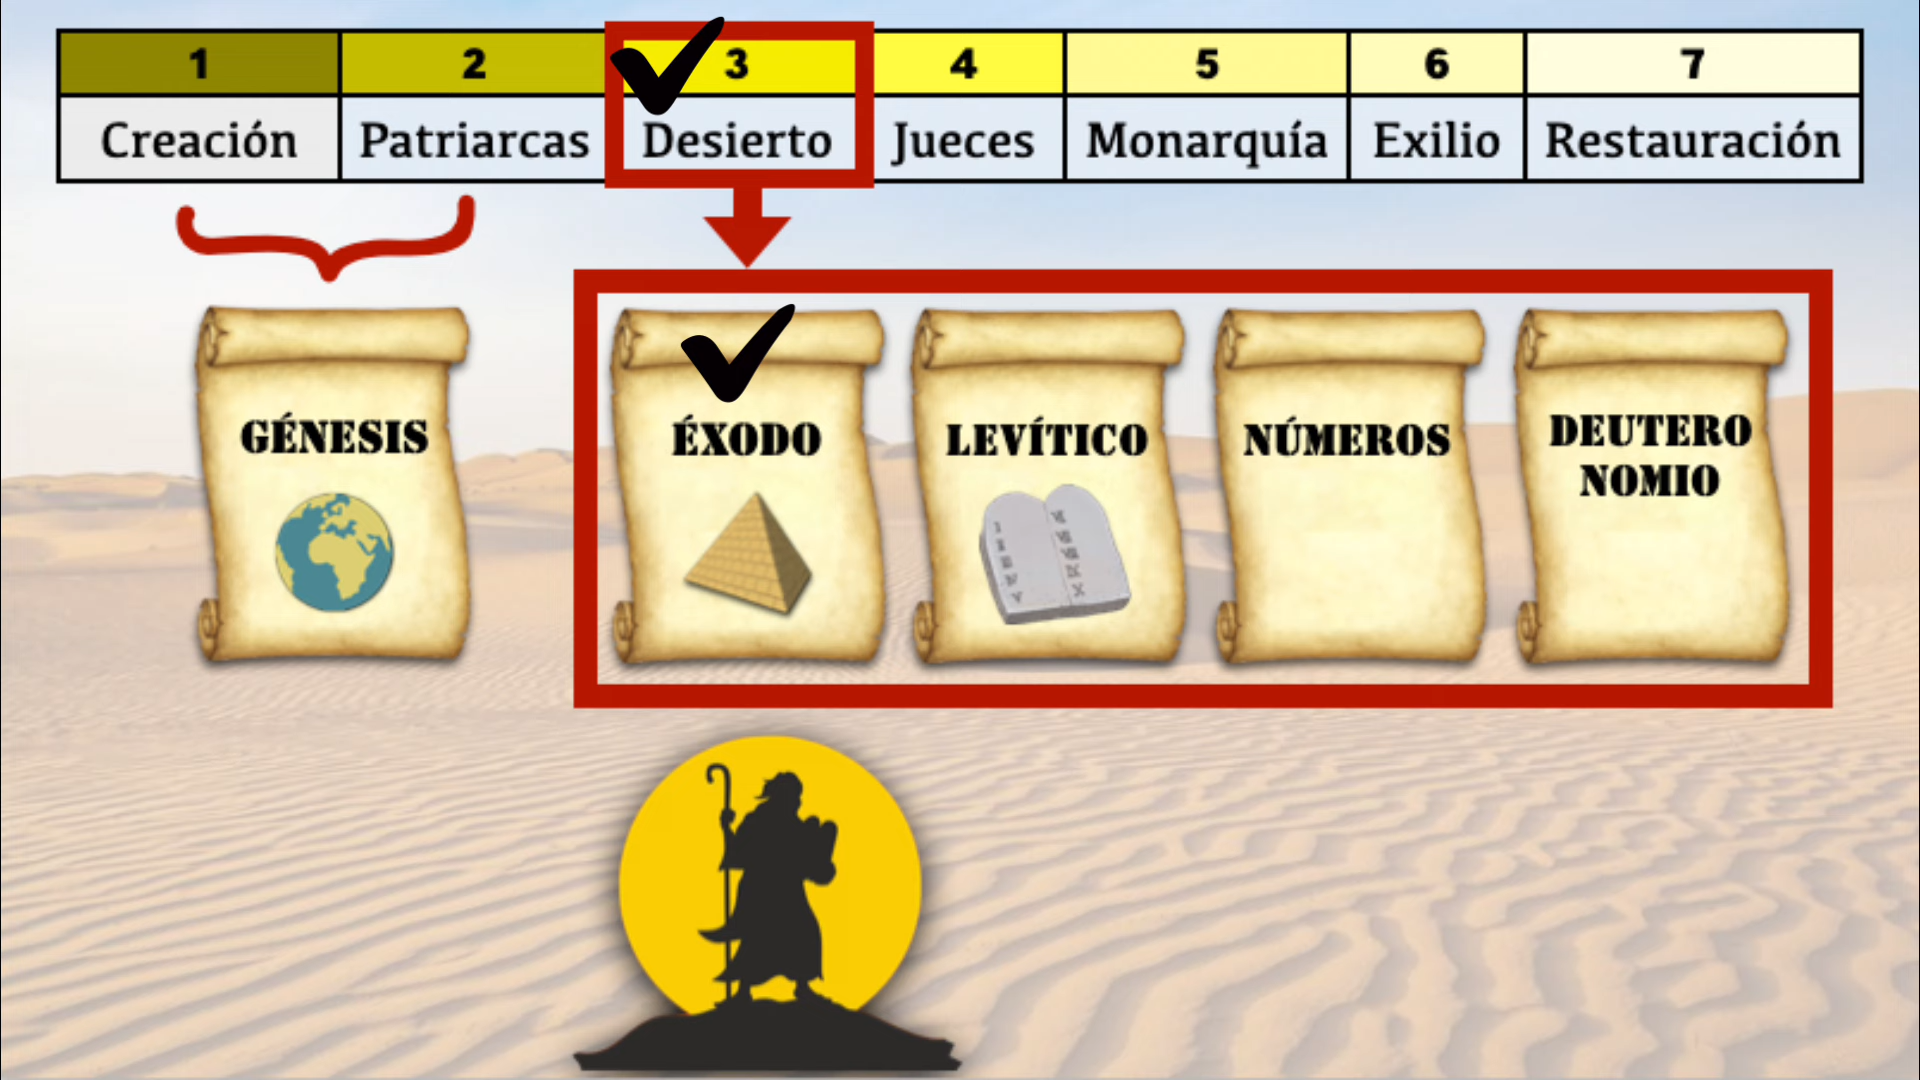 1 2 3 4 5 6 7
Creación Patriarcas Desierto Jueces Monarquía Exilio Restauración
GÉNESIS ÉXODO LEVÍTICO NÚMEROS DEUTERO
NOMIO